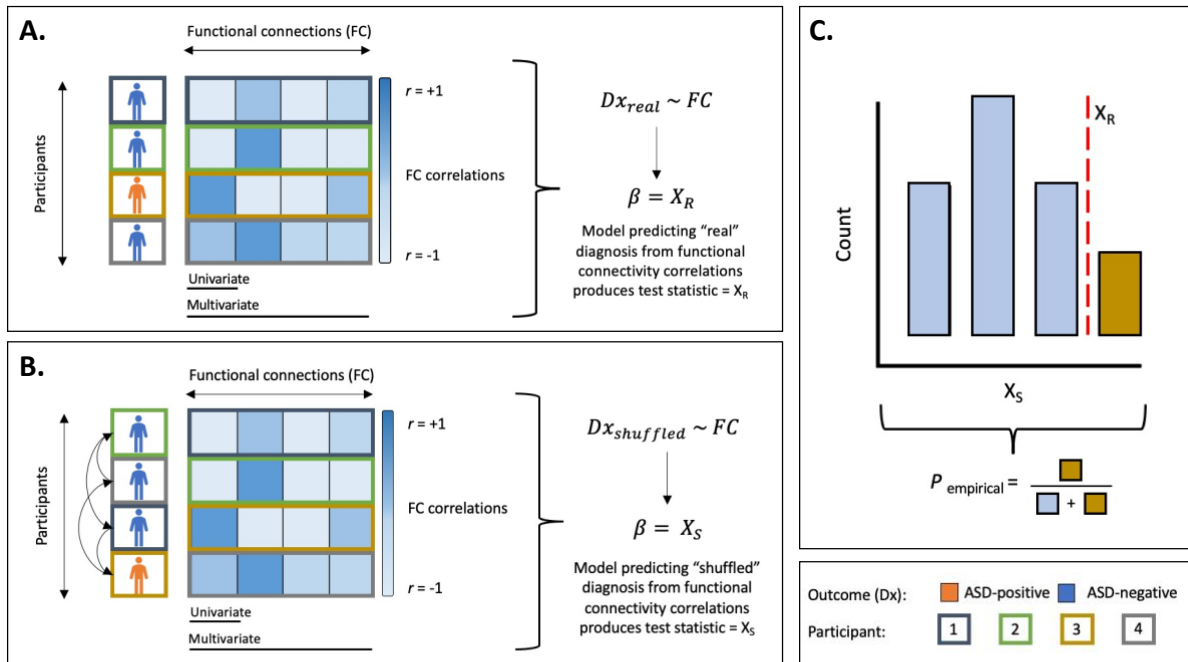 A.
Functional connections (FC)
Participants
r = +1
FC correlations
r = -1
Univariate
Multivariate
Dx_real ~ FC
β = X_R
Model predicting “real”
diagnosis from functional
connectivity correlations
produces test statistic = X_R
B.
Functional connections (FC)
Participants
r = +1
FC correlations
r = -1
Univariate
Multivariate
Dx_shuffled ~ FC
β = X_S
Model predicting “shuffled”
diagnosis from functional
connectivity correlations
produces test statistic = X_S
C.
X_R
Count
X_S
P empirical =
+
Outcome (Dx): ASD-positive ASD-negative
Participant: 1 2 3 4